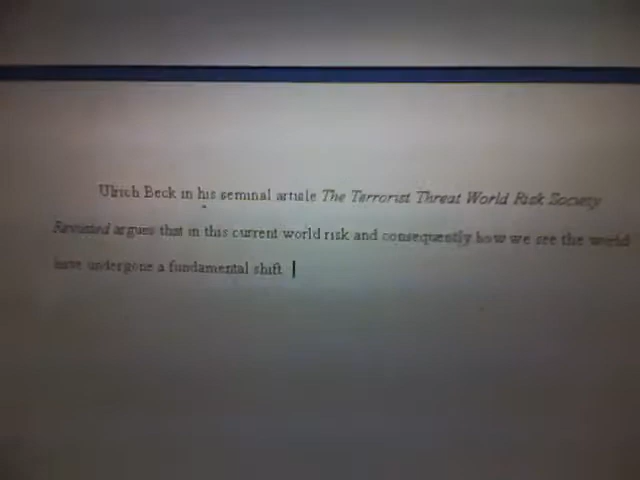 Ulrich Beck in his seminal article The Terrorist Threat World Risk Society
Revisited argues that in this current world risk and consequently how we see the world
have undergone a fundamental shift